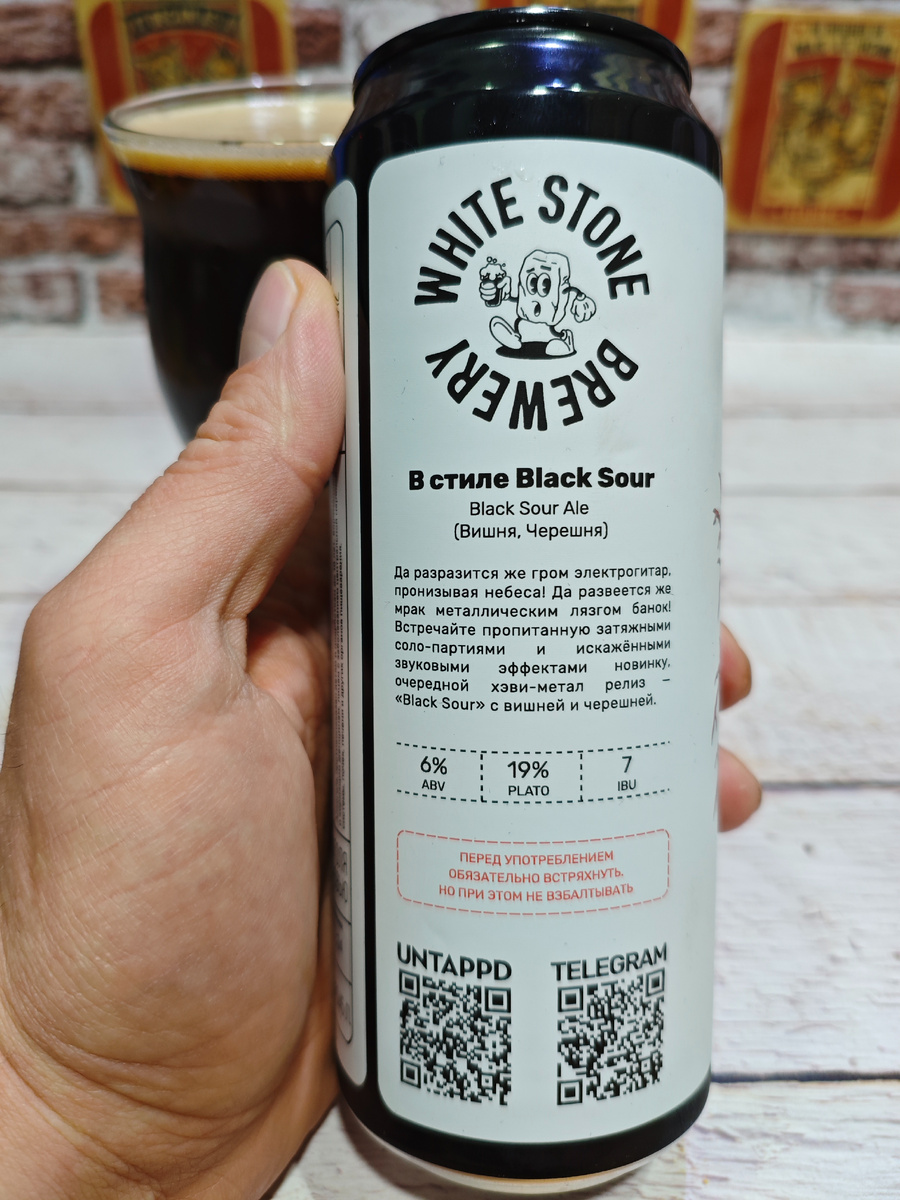 WHITE STONE
BREWERY
В стиле Black Sour
Black Sour Ale
(Вишня, Черешня)
Да разразится же гром электрогитар,
пронизывая небеса! Да развеется же
мрак металлическим лязгом банок!
Встречайте пропитанную затяжными
соло-партиями и искажёнными
звуковыми эффектами новинку,
очередной хэви-метал релиз –
«Black Sour» с вишней и черешней.
6% 19% 7
ABV PLATO IBU
ПЕРЕД УПОТРЕБЛЕНИЕМ
ОБЯЗАТЕЛЬНО ВСТРЯХНУТЬ.
НО ПРИ ЭТОМ НЕ ВЗБАЛТЫВАТЬ
UNTAPPD TELEGRAM